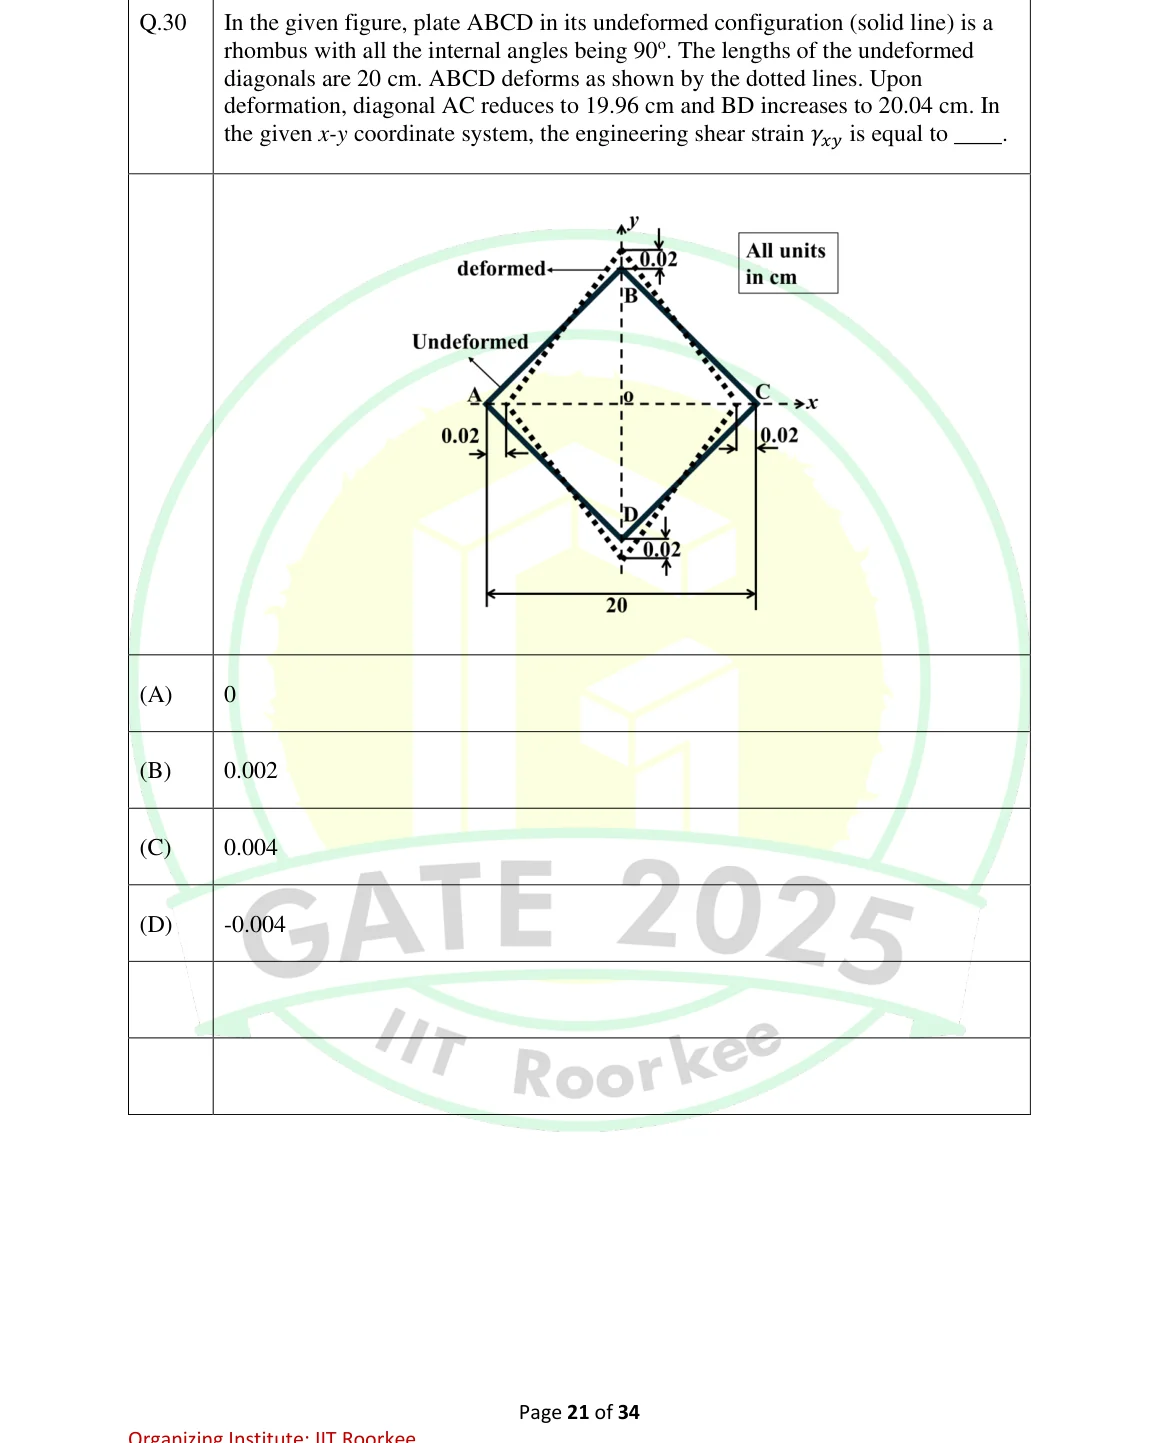 Q.30 In the given figure, plate ABCD in its undeformed configuration (solid line) is a
rhombus with all the internal angles being 90º. The lengths of the undeformed
diagonals are 20 cm. ABCD deforms as shown by the dotted lines. Upon
deformation, diagonal AC reduces to 19.96 cm and BD increases to 20.04 cm. In
the given x-y coordinate system, the engineering shear strain γxy is equal to ____.
y
0.02
All units
in cm
deformed
B
Undeformed
A
o
C
x
0.02
0.02
D
0.02
20
(A) 0
(B) 0.002
(C) 0.004
(D) -0.004
GATE 2025
IIT Roorkee
Page 21 of 34
Organizing Institute: IIT Roorkee